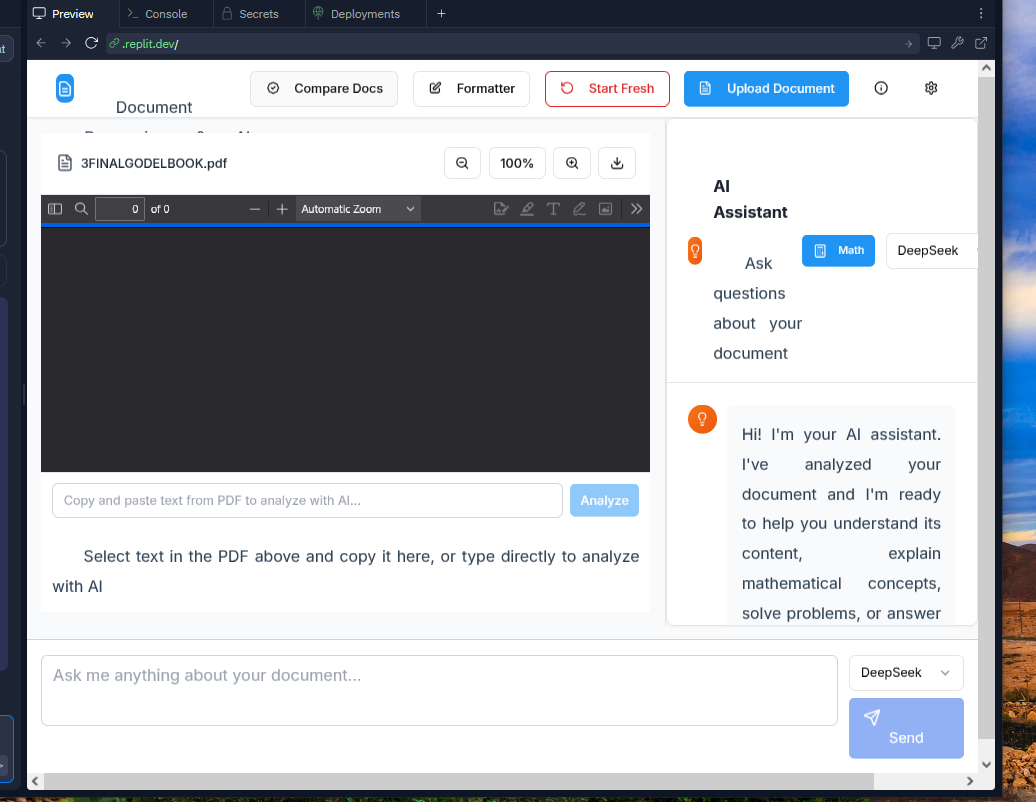 Preview
Console
Secrets
Deployments
.replit.dev/
Document
Compare Docs
Formatter
Start Fresh
Upload Document
3FINALGODELBOOK.pdf
100%
0 of 0
Automatic Zoom
Copy and paste text from PDF to analyze with AI...
Analyze
Select text in the PDF above and copy it here, or type directly to analyze
with AI
AI
Assistant
Ask
questions
about your
document
Math
DeepSeek
Hi! I'm your AI assistant.
I've analyzed your
document and I'm ready
to help you understand its
content, explain
mathematical concepts,
solve problems, or answer
Ask me anything about your document...
DeepSeek
Send